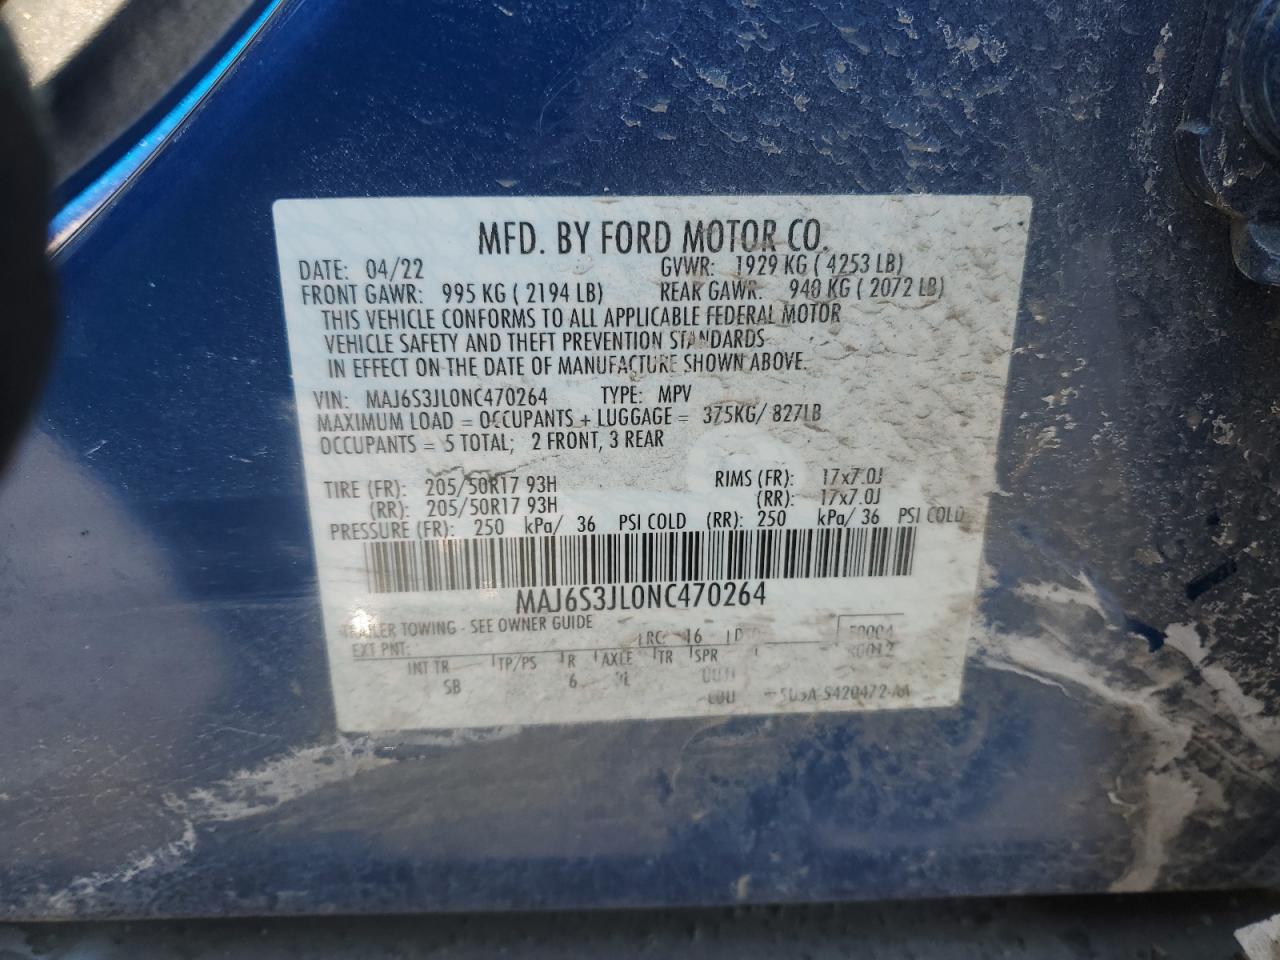 MFD. BY FORD MOTOR CO.
DATE: 04/22 GVWR: 1929 KG ( 4253 LB)
FRONT GAWR: 995 KG ( 2194 LB) REAR GAWR: 940 KG ( 2072 LB)
THIS VEHICLE CONFORMS TO ALL APPLICABLE FEDERAL MOTOR
VEHICLE SAFETY AND THEFT PREVENTION STANDARDS
IN EFFECT ON THE DATE OF MANUFACTURE SHOWN ABOVE.
VIN: MAJ6S3JL0NC470264 TYPE: MPV
MAXIMUM LOAD = OCCUPANTS + LUGGAGE = 375KG/ 827LB
OCCUPANTS = 5 TOTAL; 2 FRONT, 3 REAR
TIRE (FR): 205/50R17 93H RIMS (FR): 17x7.0J
(RR): 205/50R17 93H (RR): 17x7.0J
PRESSURE (FR): 250 kPa/ 36 PSI COLD (RR): 250 kPa/ 36 PSI COLD
MAJ6S3JL0NC470264
TRAILER TOWING - SEE OWNER GUIDE
EXT PNT: RC: 16
INT TR TP/PS R AXLE TR SPR
SB 6